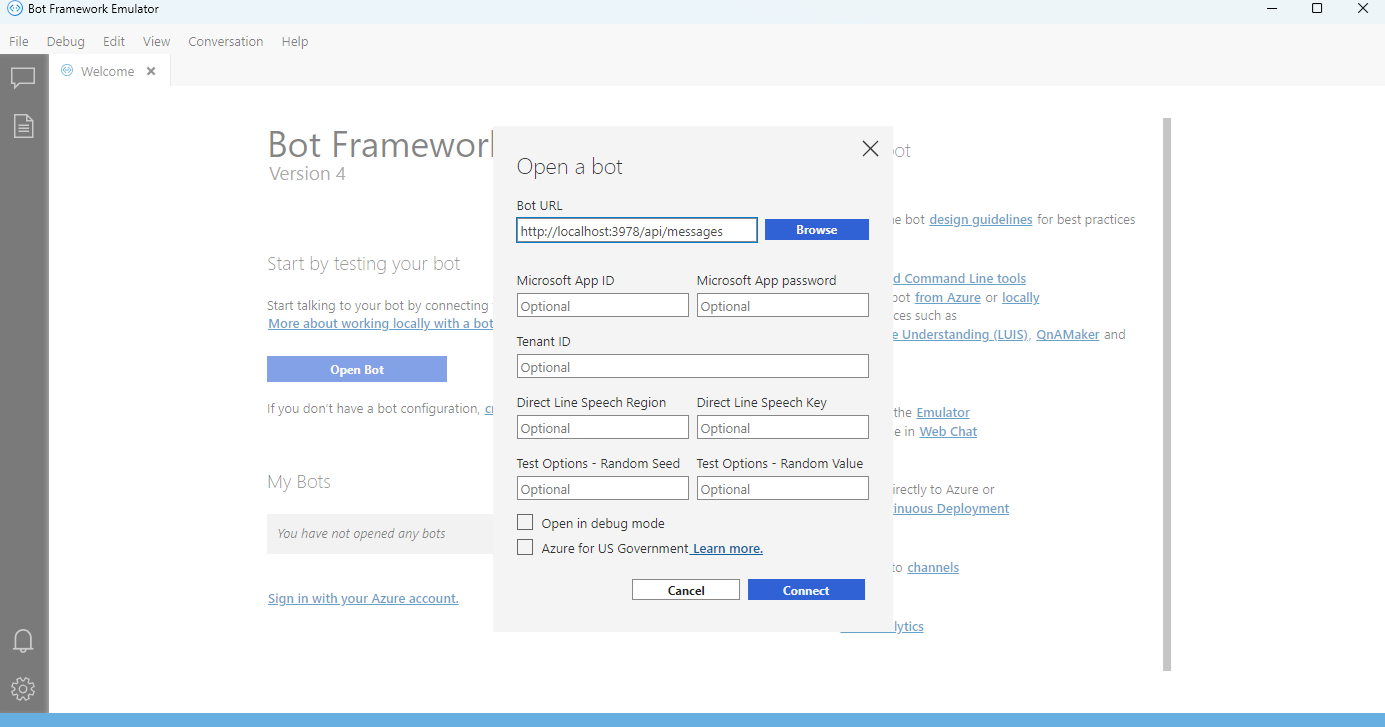 Bot Framework Emulator
File Debug Edit View Conversation Help
Welcome
Bot Framework
Version 4
Start by testing your bot
Start talking to your bot by connecting
More about working locally with a bot
Open Bot
If you don't have a bot configuration,
My Bots
You have not opened any bots
Sign in with your Azure account.
Open a bot
Bot URL
http://localhost:3978/api/messages
Browse
Microsoft App ID Microsoft App password
Optional Optional
Tenant ID
Optional
Direct Line Speech Region Direct Line Speech Key
Optional Optional
Test Options - Random Seed Test Options - Random Value
Optional Optional
Open in debug mode
Azure for US Government Learn more.
Cancel Connect
bot design guidelines for best practices
Command Line tools
from Azure or locally
such as
Understanding (LUIS), QnAMaker and
the Emulator
in Web Chat
to Azure or
Deployment
to channels